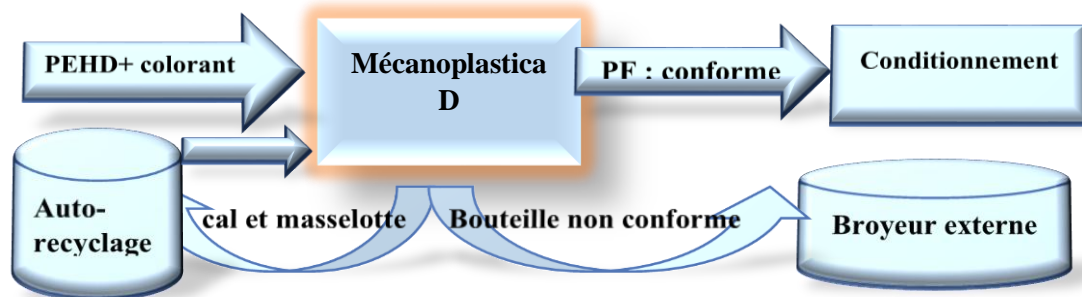 PEHD+ colorant
Mécanoplastica
D
PF : conforme
Conditionnement
Auto-
recyclage
cal et masselotte
Bouteille non conforme
Broyeur externe